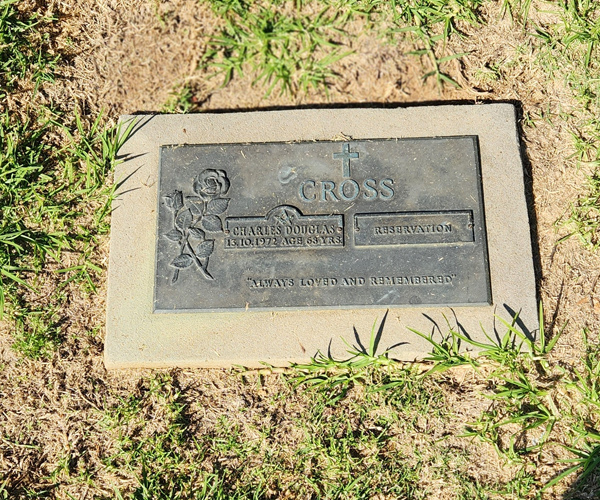 CROSS
CHARLES DOUGLAS
13.10.1972 AGE 63 YRS.
RESERVATION
"ALWAYS LOVED AND REMEMBERED"